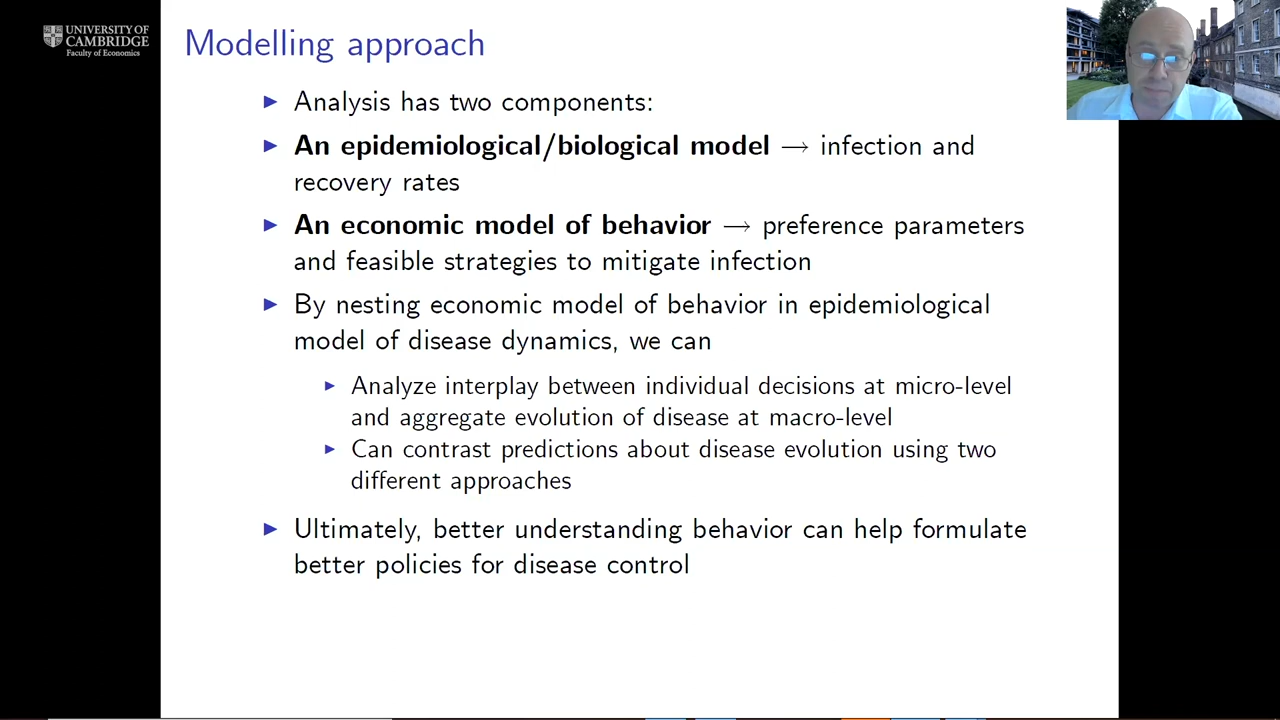 UNIVERSITY OF
CAMBRIDGE
Faculty of Economics
Modelling approach
▶ Analysis has two components:
▶ An epidemiological/biological model → infection and
recovery rates
▶ An economic model of behavior → preference parameters
and feasible strategies to mitigate infection
▶ By nesting economic model of behavior in epidemiological
model of disease dynamics, we can
▶ Analyze interplay between individual decisions at micro-level
and aggregate evolution of disease at macro-level
▶ Can contrast predictions about disease evolution using two
different approaches
▶ Ultimately, better understanding behavior can help formulate
better policies for disease control